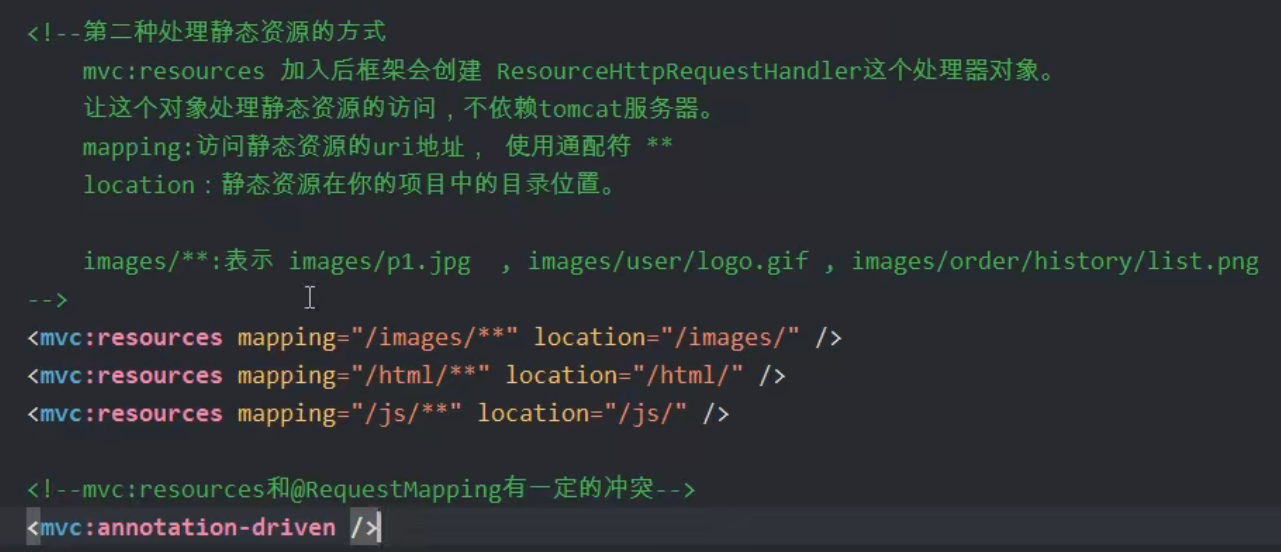 <!--第二种处理静态资源的方式
mvc:resources 加入后框架会创建 ResourceHttpRequestHandler这个处理器对象。
让这个对象处理静态资源的访问，不依赖tomcat服务器。
mapping:访问静态资源的uri地址， 使用通配符 **
location：静态资源在你的项目中的目录位置。
images/**:表示 images/p1.jpg  , images/user/logo.gif , images/order/history/list.png
-->
<mvc:resources mapping="/images/**" location="/images/" />
<mvc:resources mapping="/html/**" location="/html/" />
<mvc:resources mapping="/js/**" location="/js/" />
<!--mvc:resources和@RequestMapping有一定的冲突-->
<mvc:annotation-driven />